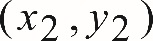 (x₂, y₂)